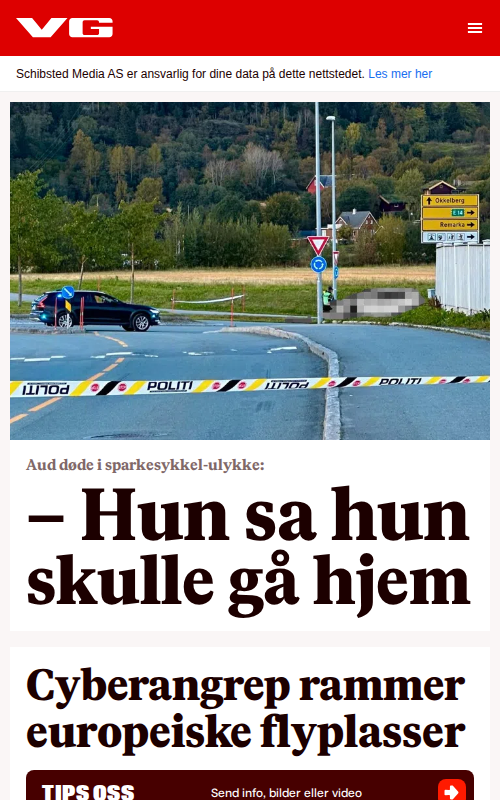 VG
Schibsted Media AS er ansvarlig for dine data på dette nettstedet. Les mer her
Okkelberg
E 14
Remarka
POLITI POLITI POLITI POLITI
Aud døde i sparkesykkel-ulykke:
– Hun sa hun
skulle gå hjem
Cyberangrep rammer
europeiske flyplasser
TIPS OSS
Send info, bilder eller video